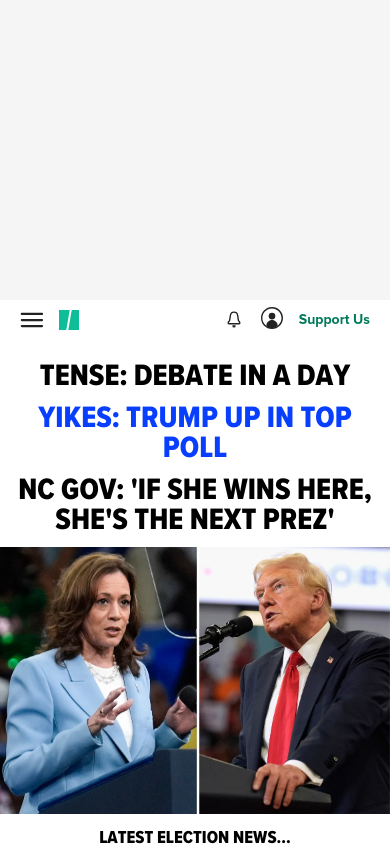 Support Us
TENSE: DEBATE IN A DAY
YIKES: TRUMP UP IN TOP
POLL
NC GOV: 'IF SHE WINS HERE,
SHE'S THE NEXT PREZ'
LATEST ELECTION NEWS...